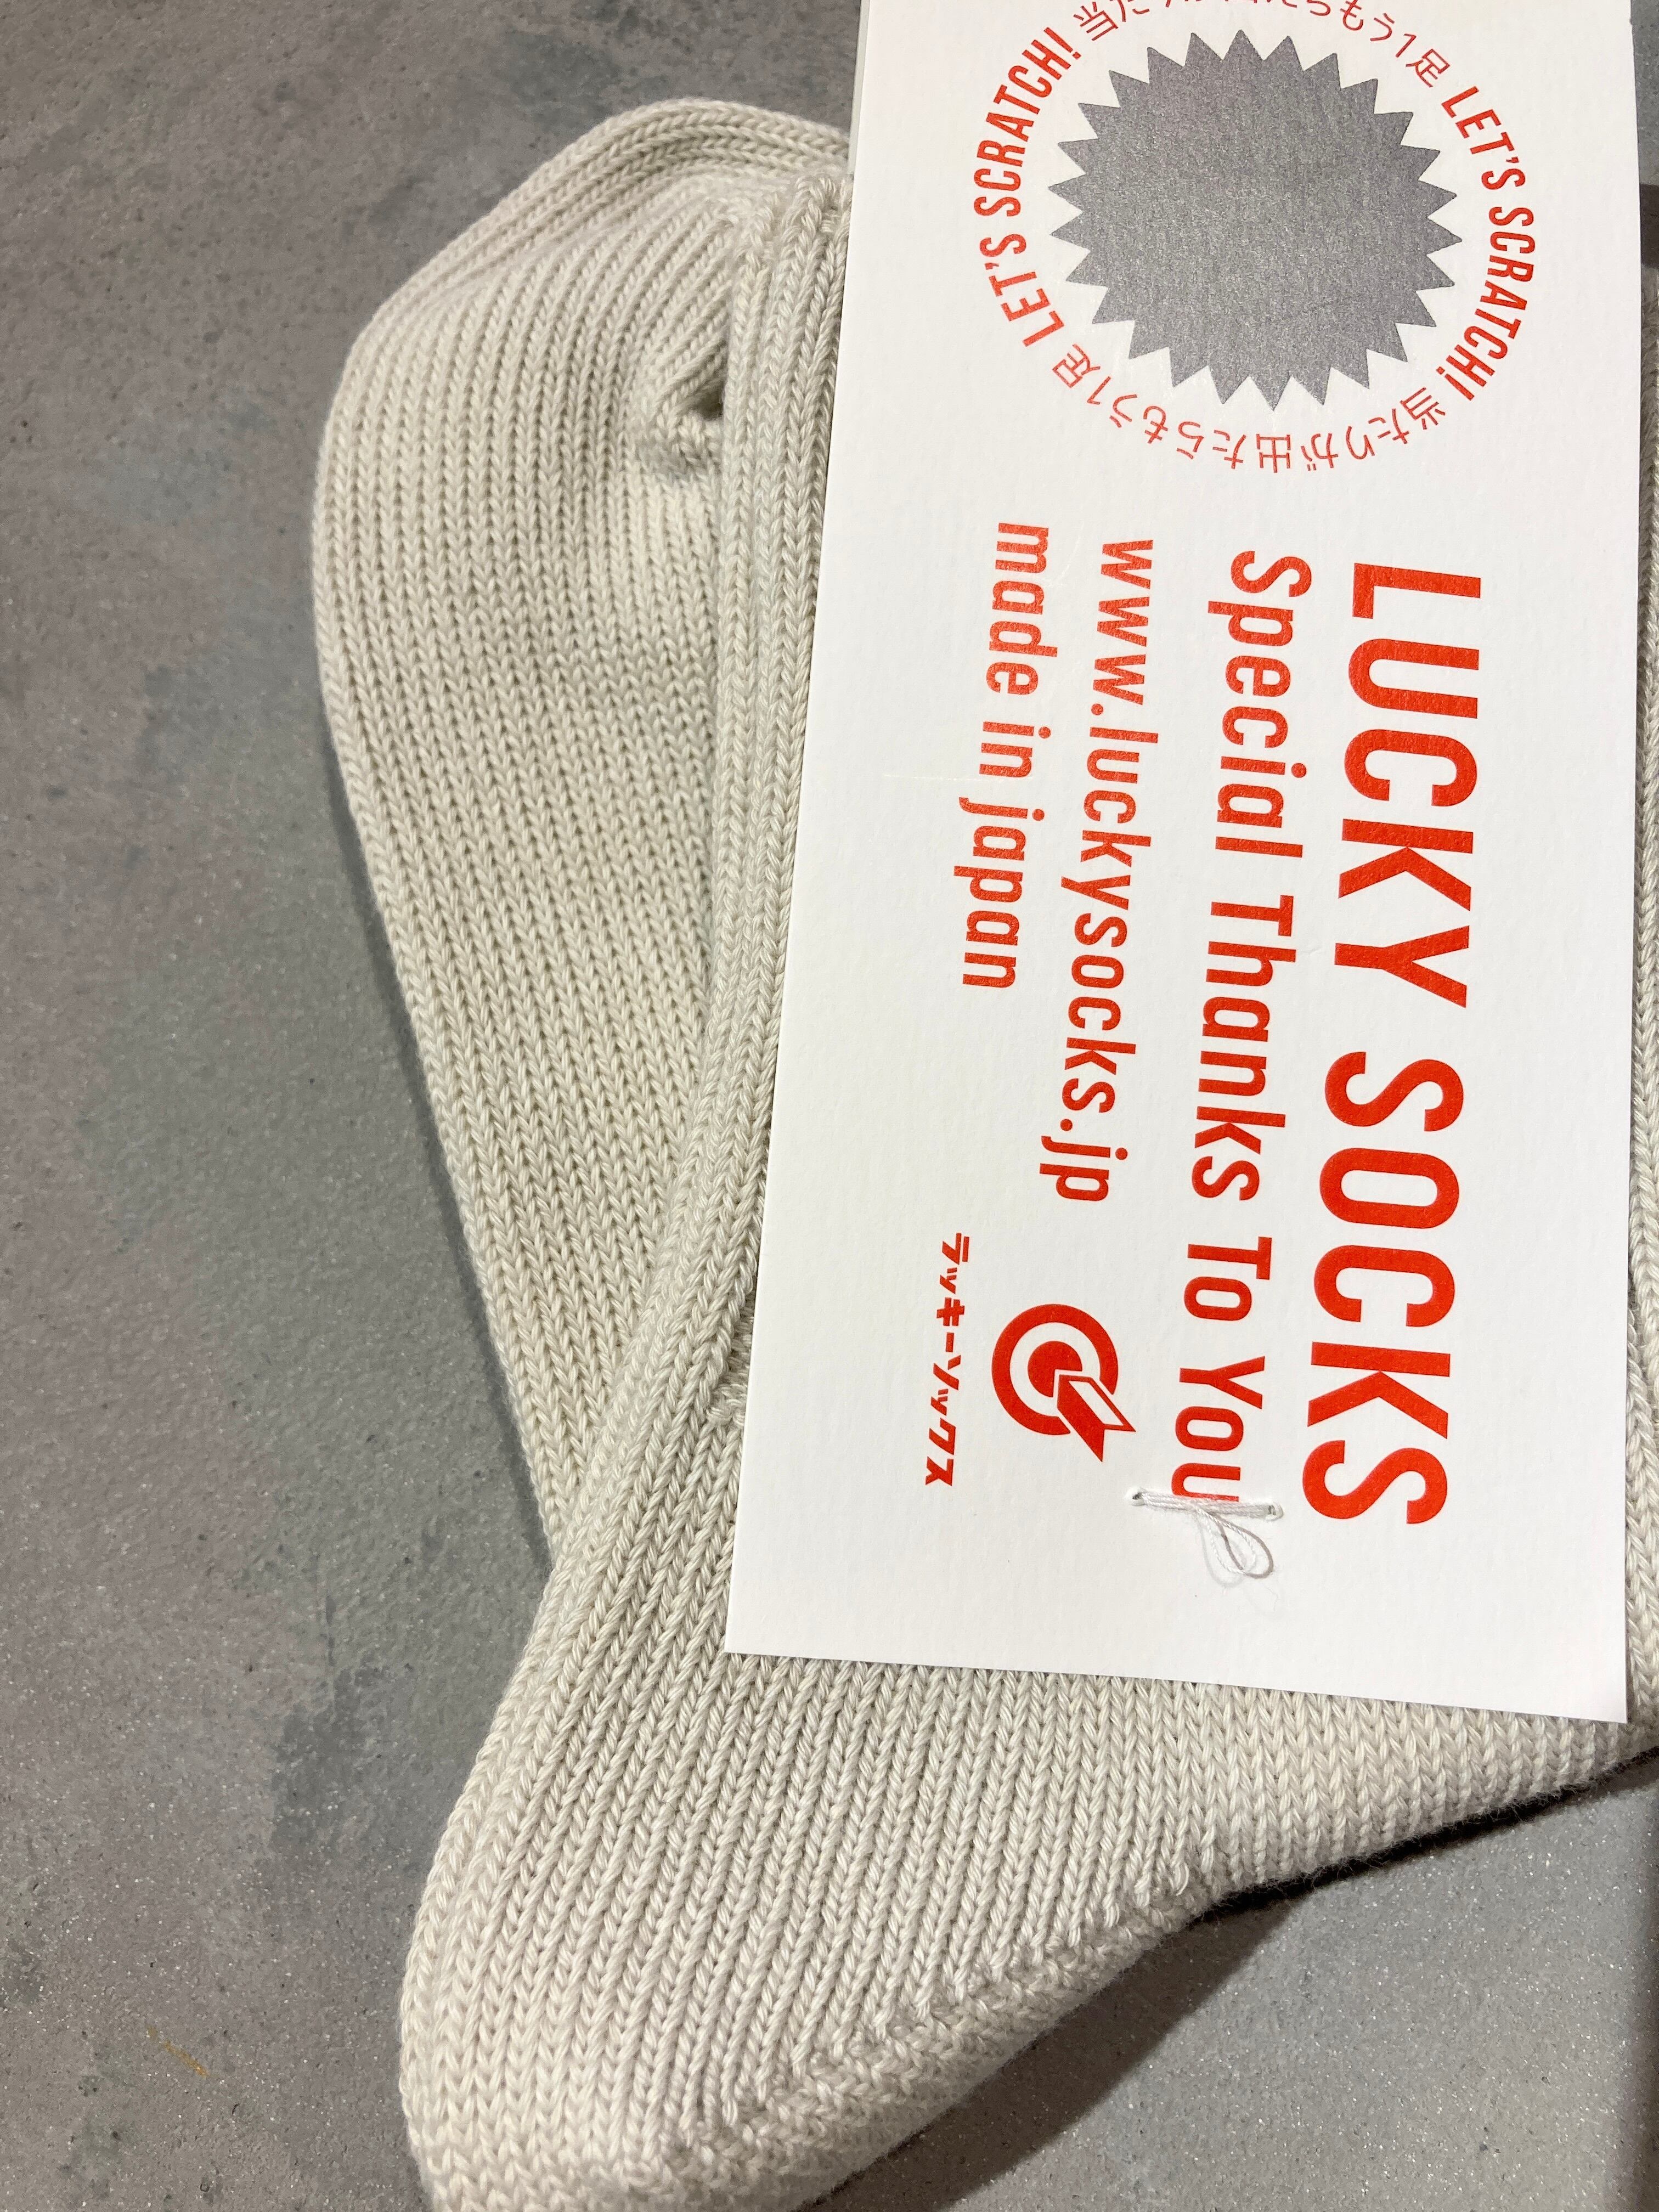 LET'S SCRATCH! 当たりが出たらもう1足 LET'S SCRATCH! 当たりが出たらもう1足
LUCKY SOCKS
Special Thanks To You
www.luckysocks.jp
made in japan
ラッキーソックス